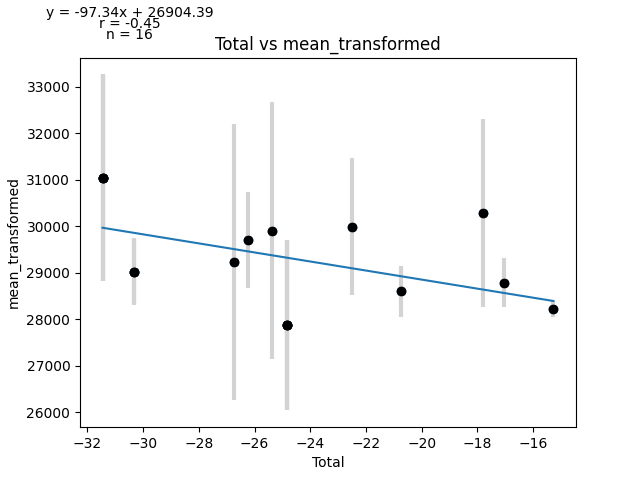 y = -97.34x + 26904.39
r = -0.45
n = 16
Total vs mean_transformed
33000
32000
31000
30000
29000
28000
27000
26000
mean_transformed
−32
−30
−28
−26
−24
−22
−20
−18
−16
Total